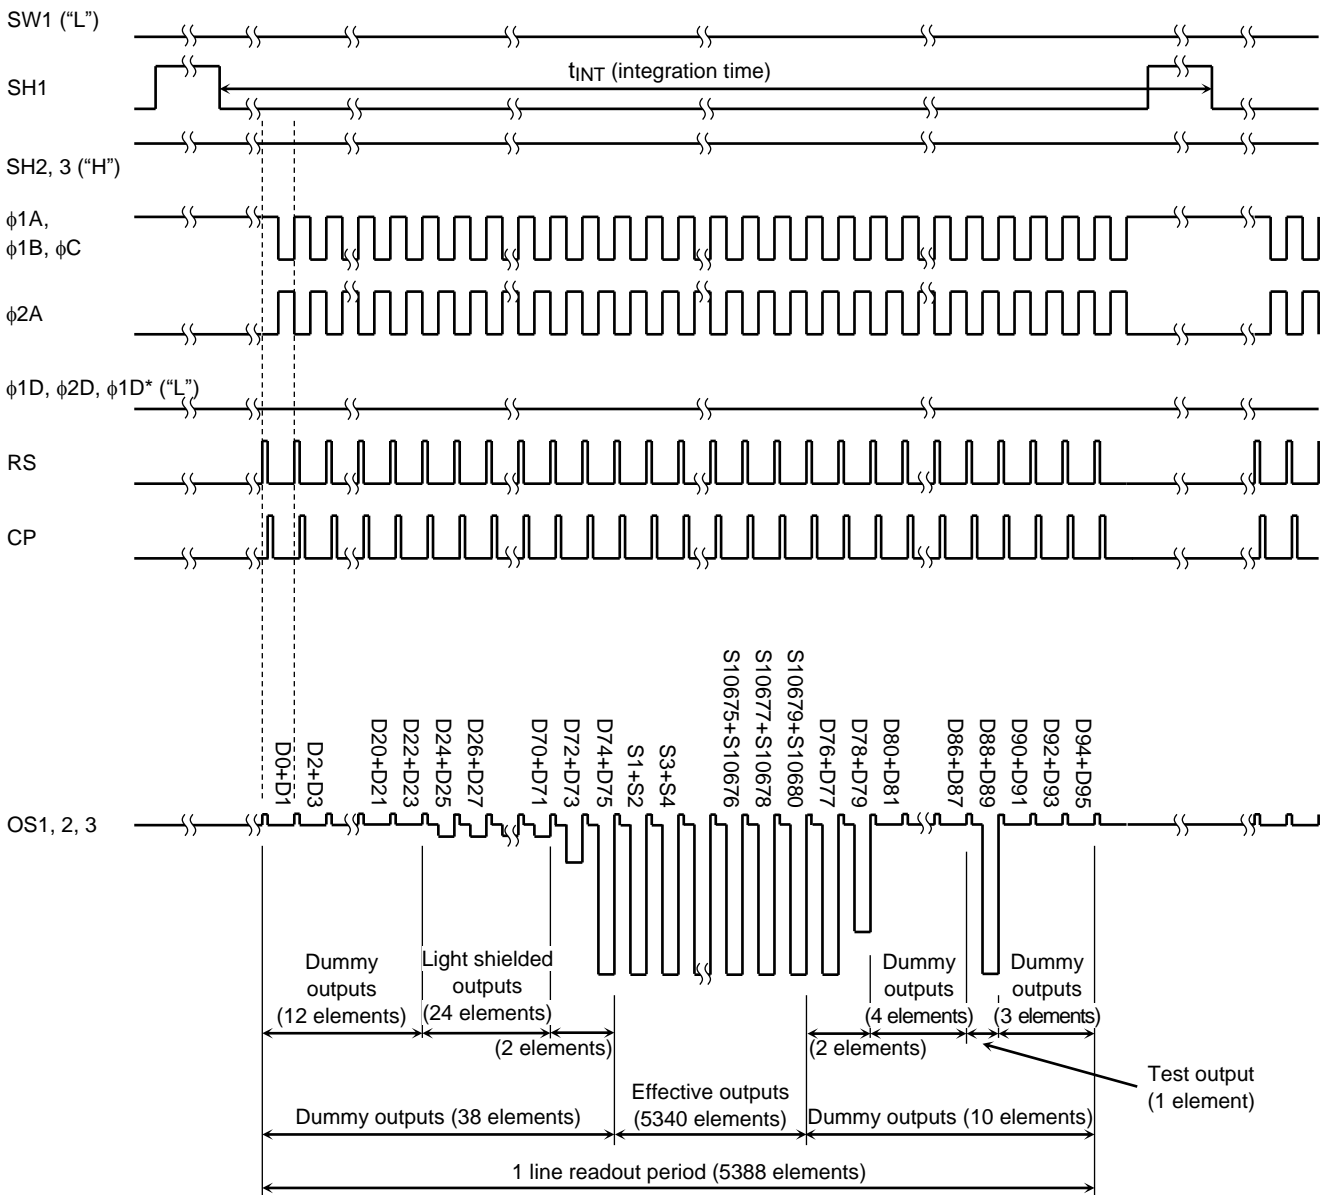 SW1 (“L”)
tINT (integration time)
SH1
SH2, 3 (“H”)
ϕ1A,
ϕ1B, ϕC
ϕ2A
ϕ1D, ϕ2D, ϕ1D* (“L”)
RS
CP
D0+D1
D2+D3
D20+D21
D22+D23
D24+D25
D26+D27
D70+D71
D72+D73
D74+D75
S1+S2
S3+S4
S10675+S10676
S10677+S10678
S10679+S10680
D76+D77
D78+D79
D80+D81
D86+D87
D88+D89
D90+D91
D92+D93
D94+D95
OS1, 2, 3
Dummy
outputs
(12 elements)
Light shielded
outputs
(24 elements)
(2 elements)
(2 elements)
Dummy
outputs
(4 elements)
Dummy
outputs
(3 elements)
Test output
(1 element)
Dummy outputs (38 elements)
Effective outputs
(5340 elements)
Dummy outputs (10 elements)
1 line readout period (5388 elements)